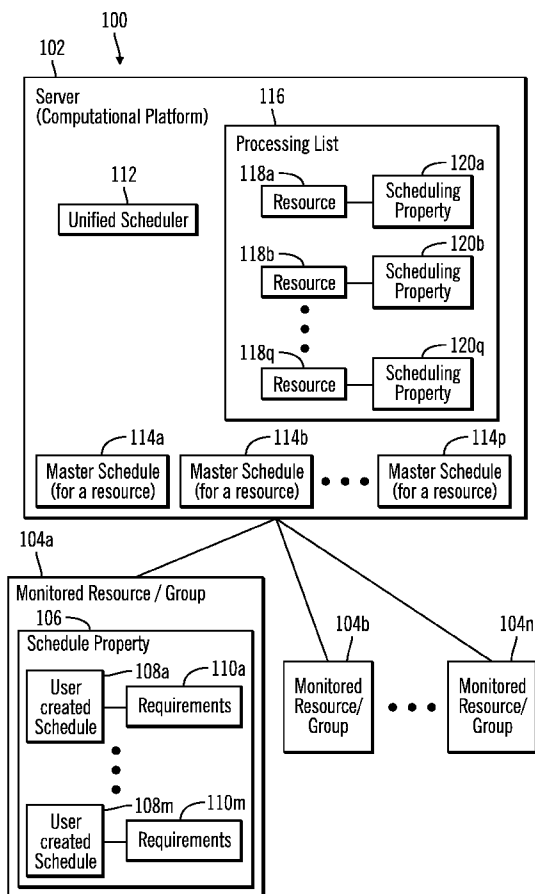 100
102
Server
(Computational Platform)
116
Processing List
112
Unified Scheduler
118a
Resource
120a
Scheduling
Property
118b
Resource
120b
Scheduling
Property
118q
Resource
120q
Scheduling
Property
114a
Master Schedule
(for a resource)
114b
Master Schedule
(for a resource)
114p
Master Schedule
(for a resource)
104a
Monitored Resource / Group
106
Schedule Property
108a
User
created
Schedule
110a
Requirements
108m
User
created
Schedule
110m
Requirements
104b
Monitored
Resource/
Group
104n
Monitored
Resource/
Group